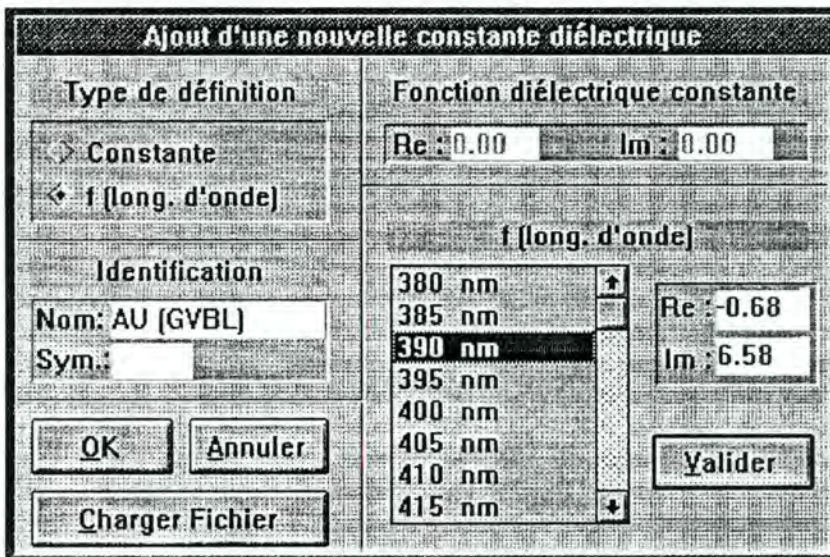 Ajout d'une nouvelle constante diélectrique
Type de définition
Constante
f (long. d'onde)
Identification
Nom: AU (GVBL)
Sym.:
OK
Annuler
Charger Fichier
Fonction diélectrique constante
Re : 0.00 Im : 0.00
f (long. d'onde)
380 nm
385 nm
390 nm
395 nm
400 nm
405 nm
410 nm
415 nm
Re : -0.68
Im : 6.58
Valider